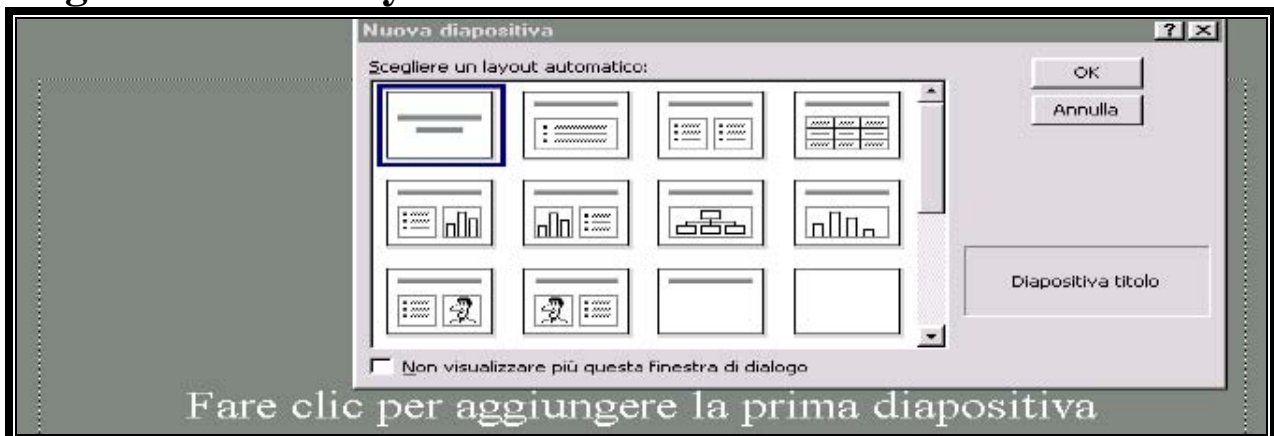 Nuova diapositiva
Scegliere un layout automatico:
OK
Annulla
Diapositiva titolo
Non visualizzare più questa finestra di dialogo
Fare clic per aggiungere la prima diapositiva